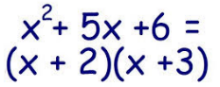 x²+ 5x +6 =
(x + 2)(x +3)